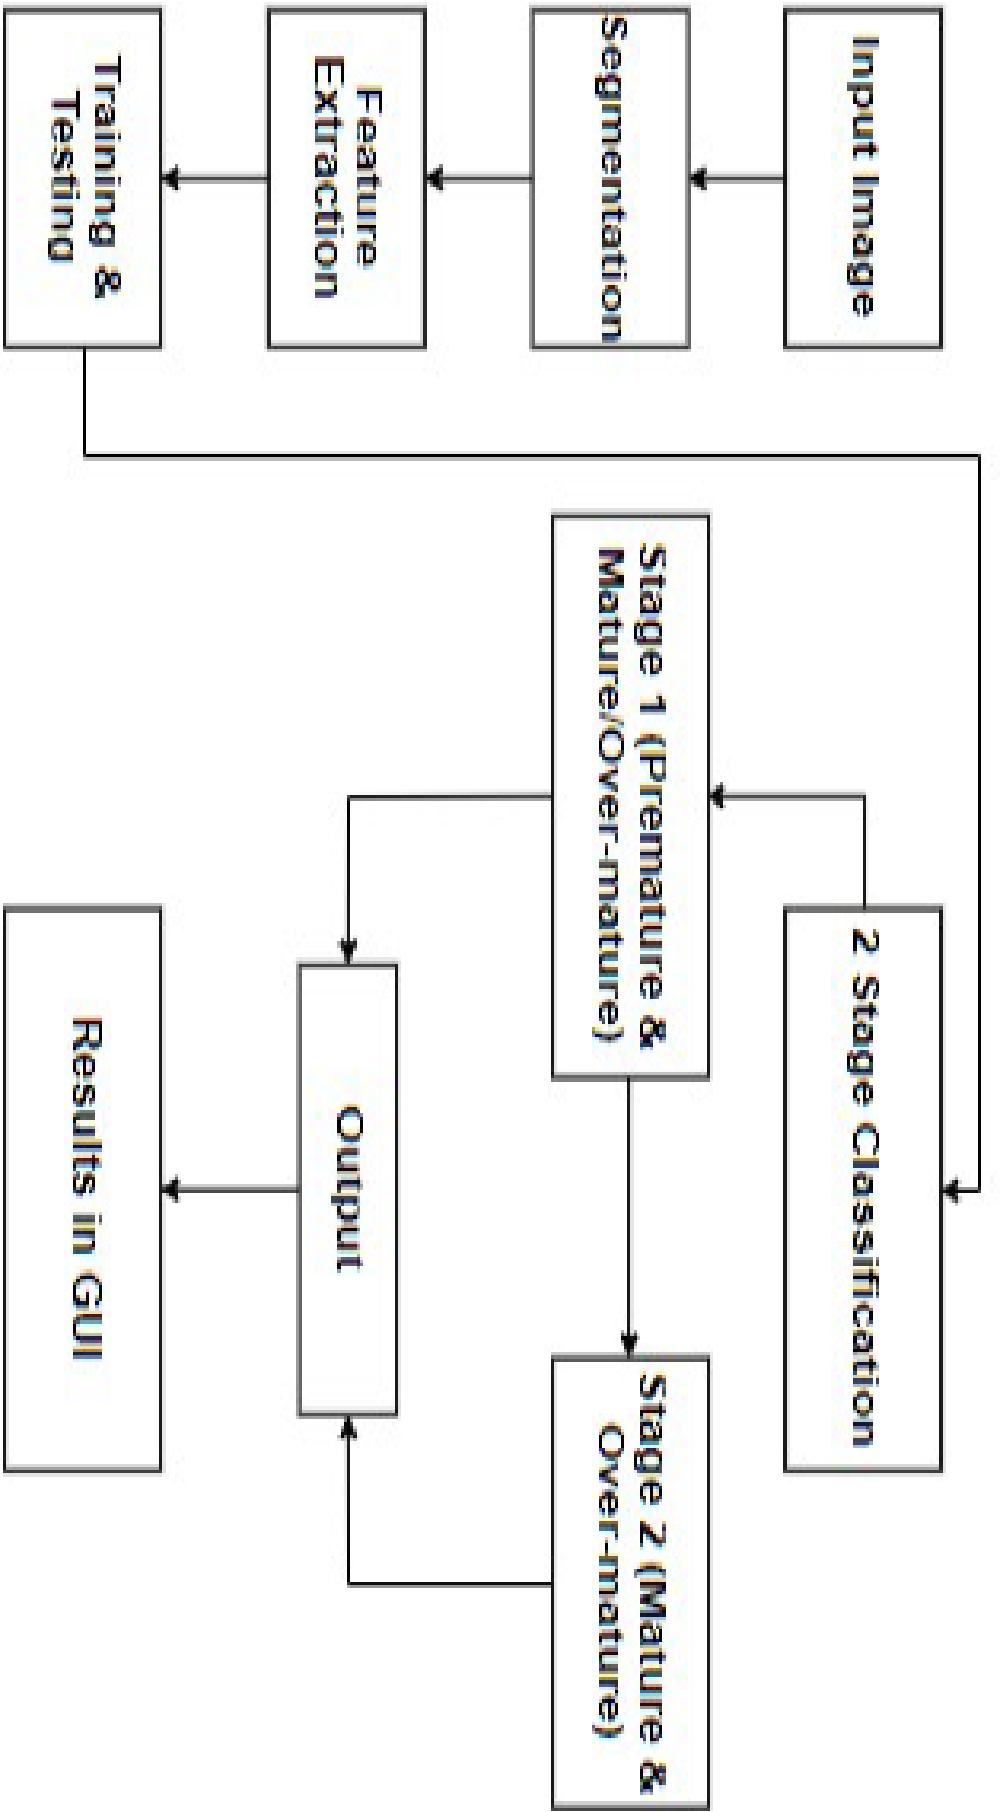 Input Image
Segmentation
Feature
Extraction
Training &
Testing
2 Stage Classification
Stage 1 (Premature &
Mature/Over-mature)
Stage 2 (Mature &
Over-mature)
Output
Results in GUI